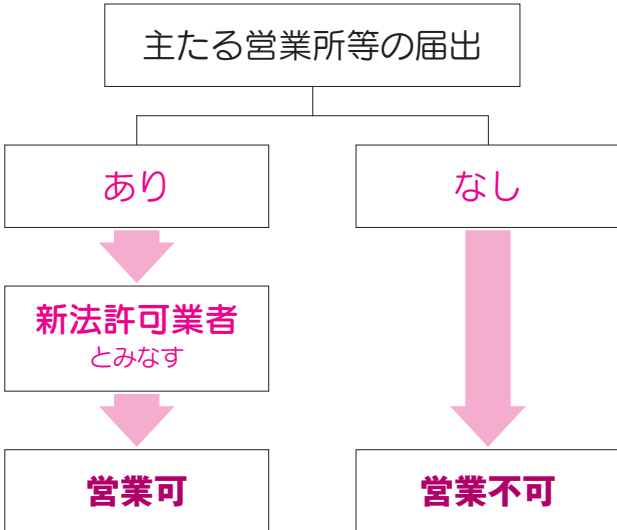 主たる営業所等の届出
あり
なし
新法許可業者
とみなす
営業可
営業不可